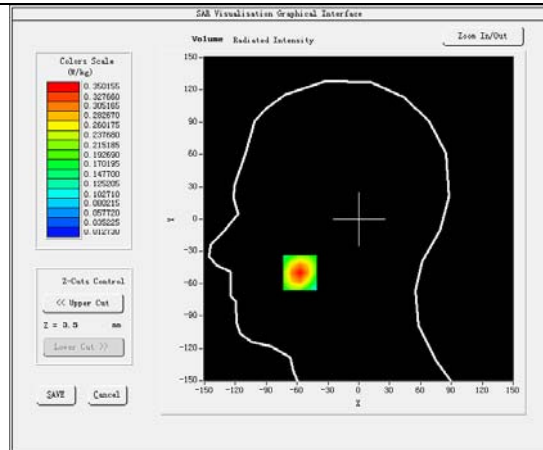 SAR Visualisation Graphical Interface
Volume Radiated Intensity
Zoom In/Out
Colors Scale
(W/kg)
0.350155
0.327660
0.305165
0.282670
0.260175
0.237680
0.215185
0.192690
0.170195
0.147700
0.125205
0.102710
0.080215
0.057720
0.035225
0.012730
Z-Cuts Control
<< Upper Cut
Z = 3.5 mm
Lower Cut >>
SAVE Cancel
150
120
90
60
30
0
-30
-60
-90
-120
-150
Y
-150 -120 -90 -60 -30 0 30 60 90 120 150
X